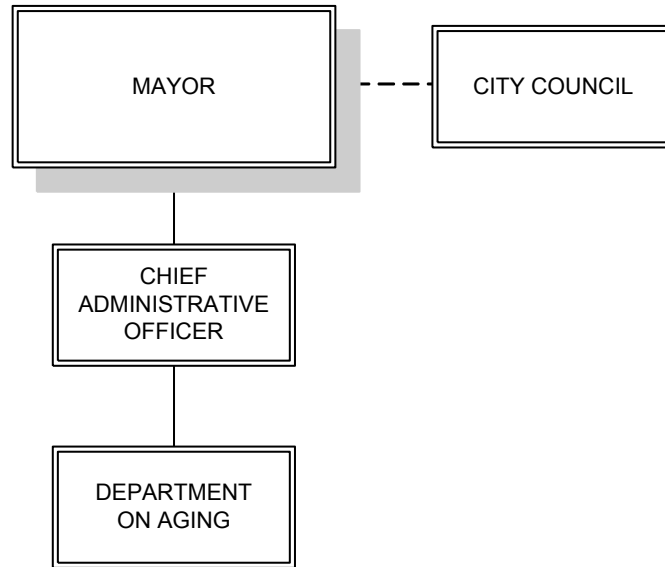 MAYOR
CITY COUNCIL
CHIEF
ADMINISTRATIVE
OFFICER
DEPARTMENT
ON AGING